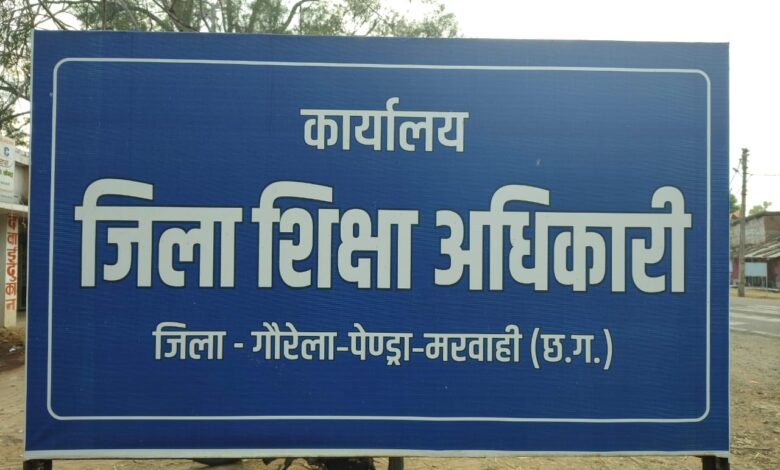 कार्यालय
जिला शिक्षा अधिकारी
जिला - गौरेला-पेण्ड्रा-मरवाही (छ.ग.)